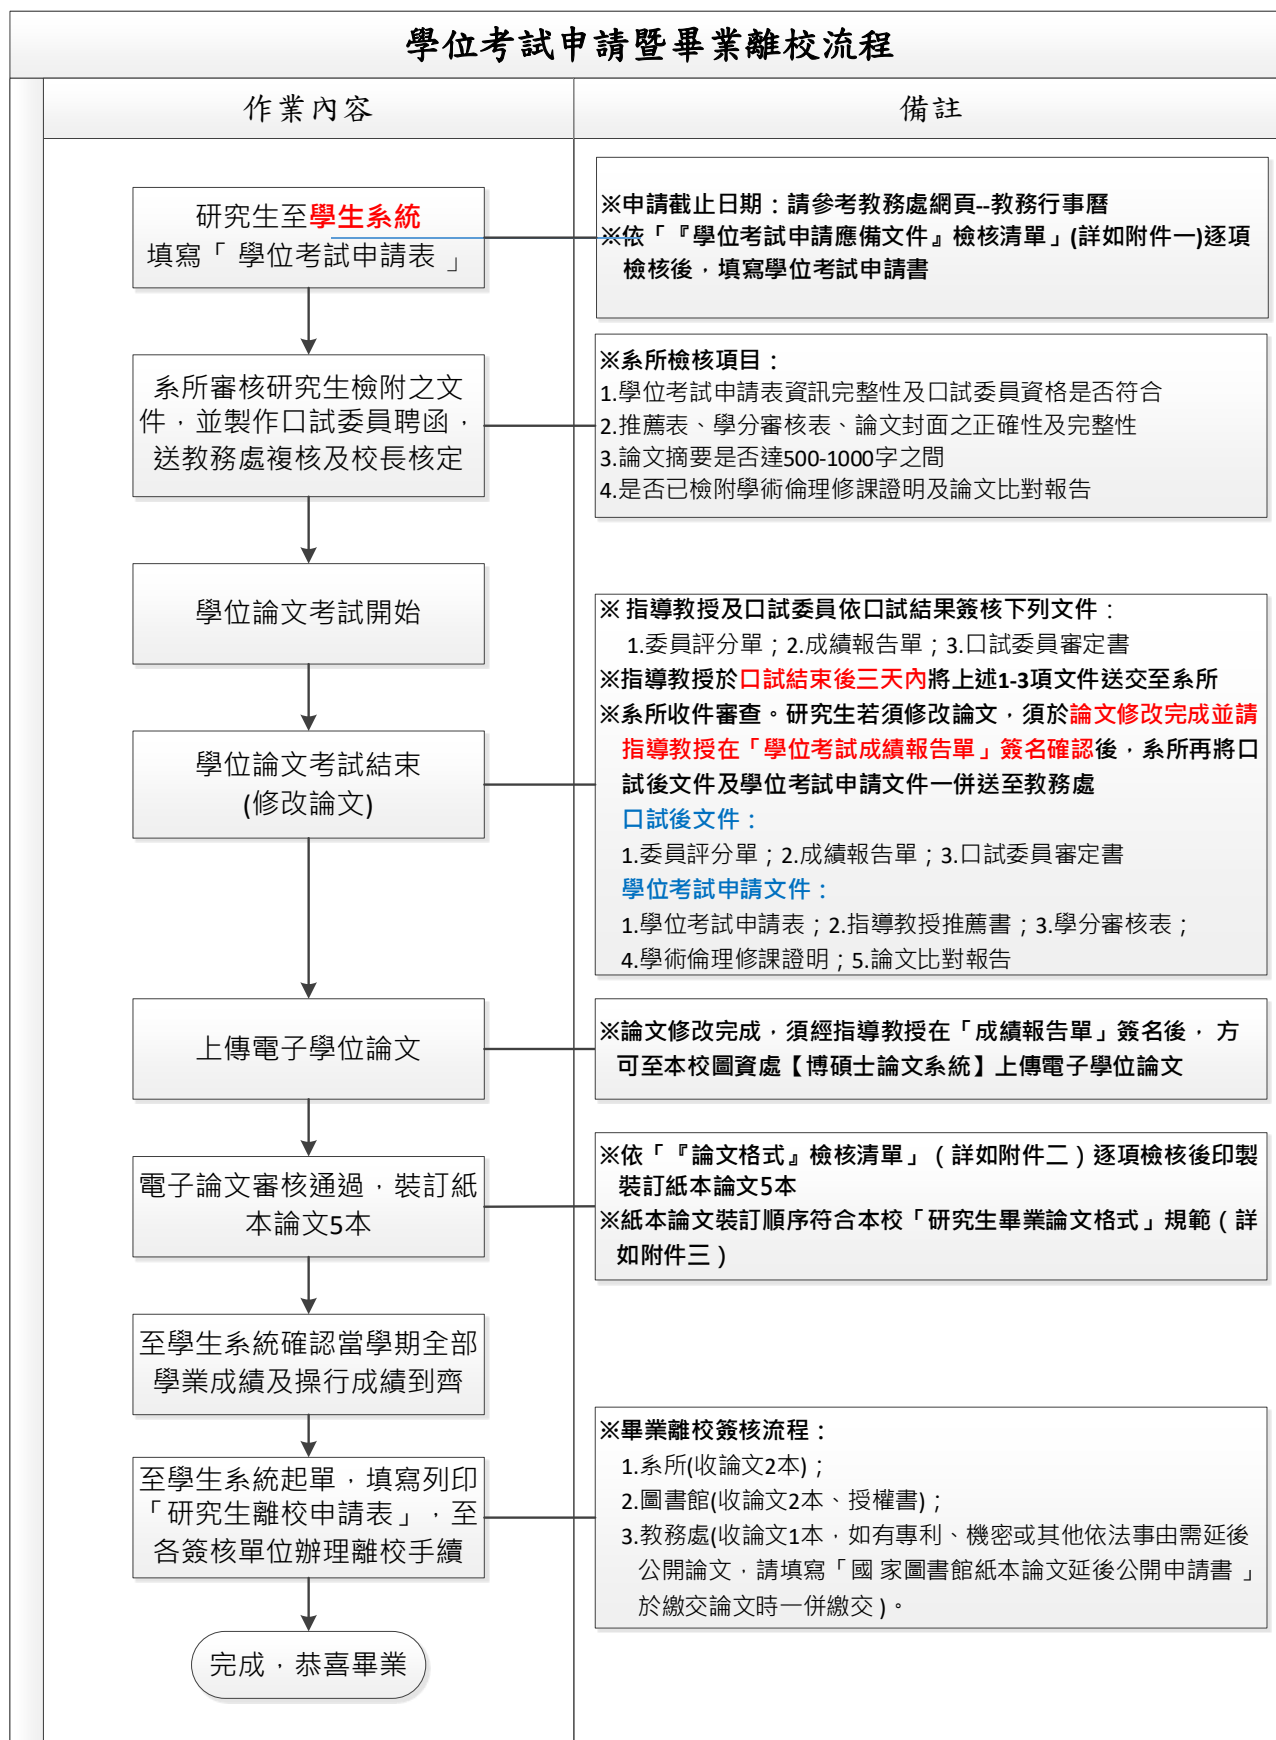 學位考試申請暨畢業離校流程
作業內容
備註
研究生至學生系統
填寫「 學位考試申請表 」
※申請截止日期：請參考教務處網頁--教務行事曆
※依「『學位考試申請應備文件』檢核清單」(詳如附件一)逐項
檢核後，填寫學位考試申請書
系所審核研究生檢附之文
件，並製作口試委員聘函，
送教務處複核及校長核定
※系所檢核項目：
1.學位考試申請表資訊完整性及口試委員資格是否符合
2.推薦表、學分審核表、論文封面之正確性及完整性
3.論文摘要是否達500-1000字之間
4.是否已檢附學術倫理修課證明及論文比對報告
學位論文考試開始
學位論文考試結束
(修改論文)
※ 指導教授及口試委員依口試結果簽核下列文件：
1.委員評分單；2.成績報告單；3.口試委員審定書
※指導教授於口試結束後三天內將上述1-3項文件送交至系所
※系所收件審查。研究生若須修改論文，須於論文修改完成並請
指導教授在「學位考試成績報告單」簽名確認後，系所再將口
試後文件及學位考試申請文件一併送至教務處
口試後文件：
1.委員評分單；2.成績報告單；3.口試委員審定書
學位考試申請文件：
1.學位考試申請表；2.指導教授推薦書；3.學分審核表；
4.學術倫理修課證明；5.論文比對報告
上傳電子學位論文
※論文修改完成，須經指導教授在「成績報告單」簽名後， 方
可至本校圖資處【博碩士論文系統】上傳電子學位論文
電子論文審核通過，裝訂紙
本論文5本
※依「『論文格式』檢核清單」（詳如附件二）逐項檢核後印製
裝訂紙本論文5本
※紙本論文裝訂順序符合本校「研究生畢業論文格式」規範（詳
如附件三）
至學生系統確認當學期全部
學業成績及操行成績到齊
至學生系統起單，填寫列印
「研究生離校申請表」，至
各簽核單位辦理離校手續
※畢業離校簽核流程：
1.系所(收論文2本)；
2.圖書館(收論文2本、授權書)；
3.教務處(收論文1本，如有專利、機密或其他依法事由需延後
公開論文，請填寫「國 家圖書館紙本論文延後公開申請書 」
於繳交論文時一併繳交 )。
完成，恭喜畢業